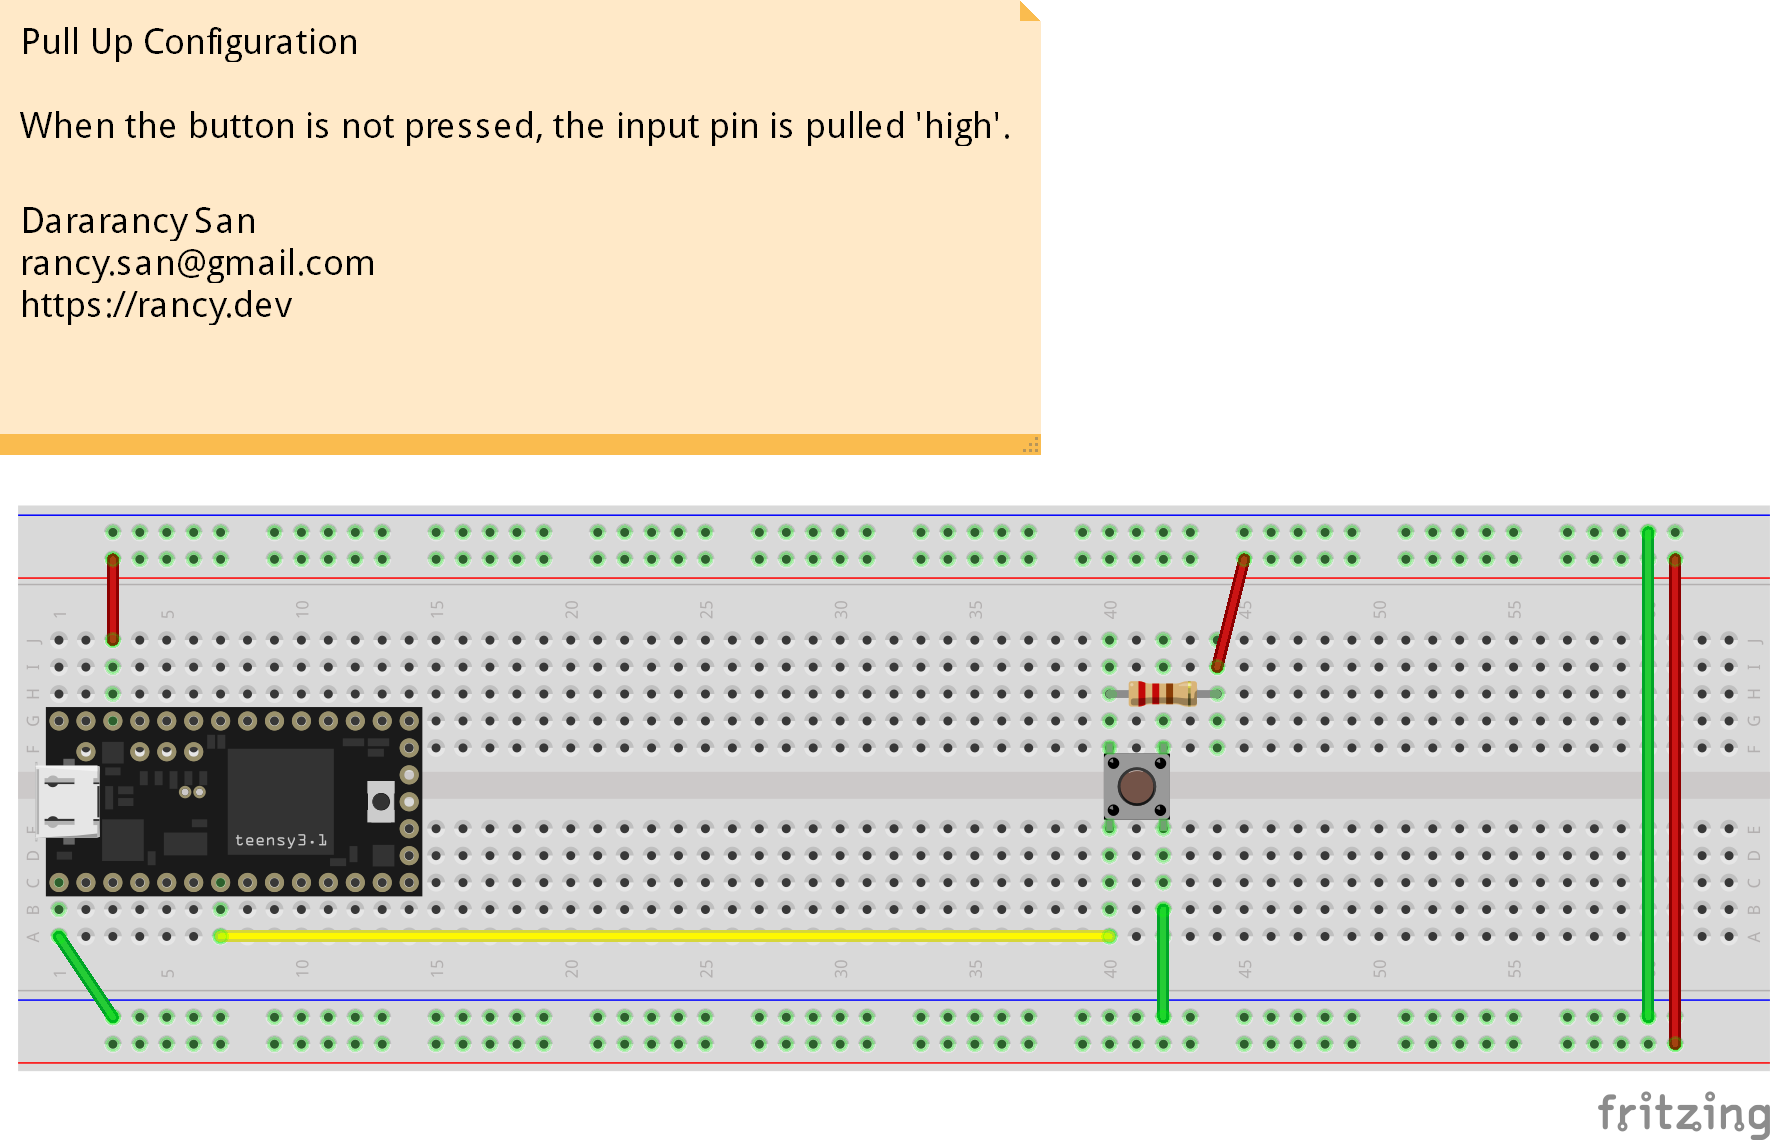 Pull Up Configuration
When the button is not pressed, the input pin is pulled 'high'.
Dararancy San
rancy.san@gmail.com
https://rancy.dev
1 5 10 15 20 25 30 35 40 45 50 55
J J
I I
H H
G G
F F
teensy3.1
E E
D D
C C
B B
A A
1 5 10 15 20 25 30 35 40 45 50 55
fritzing